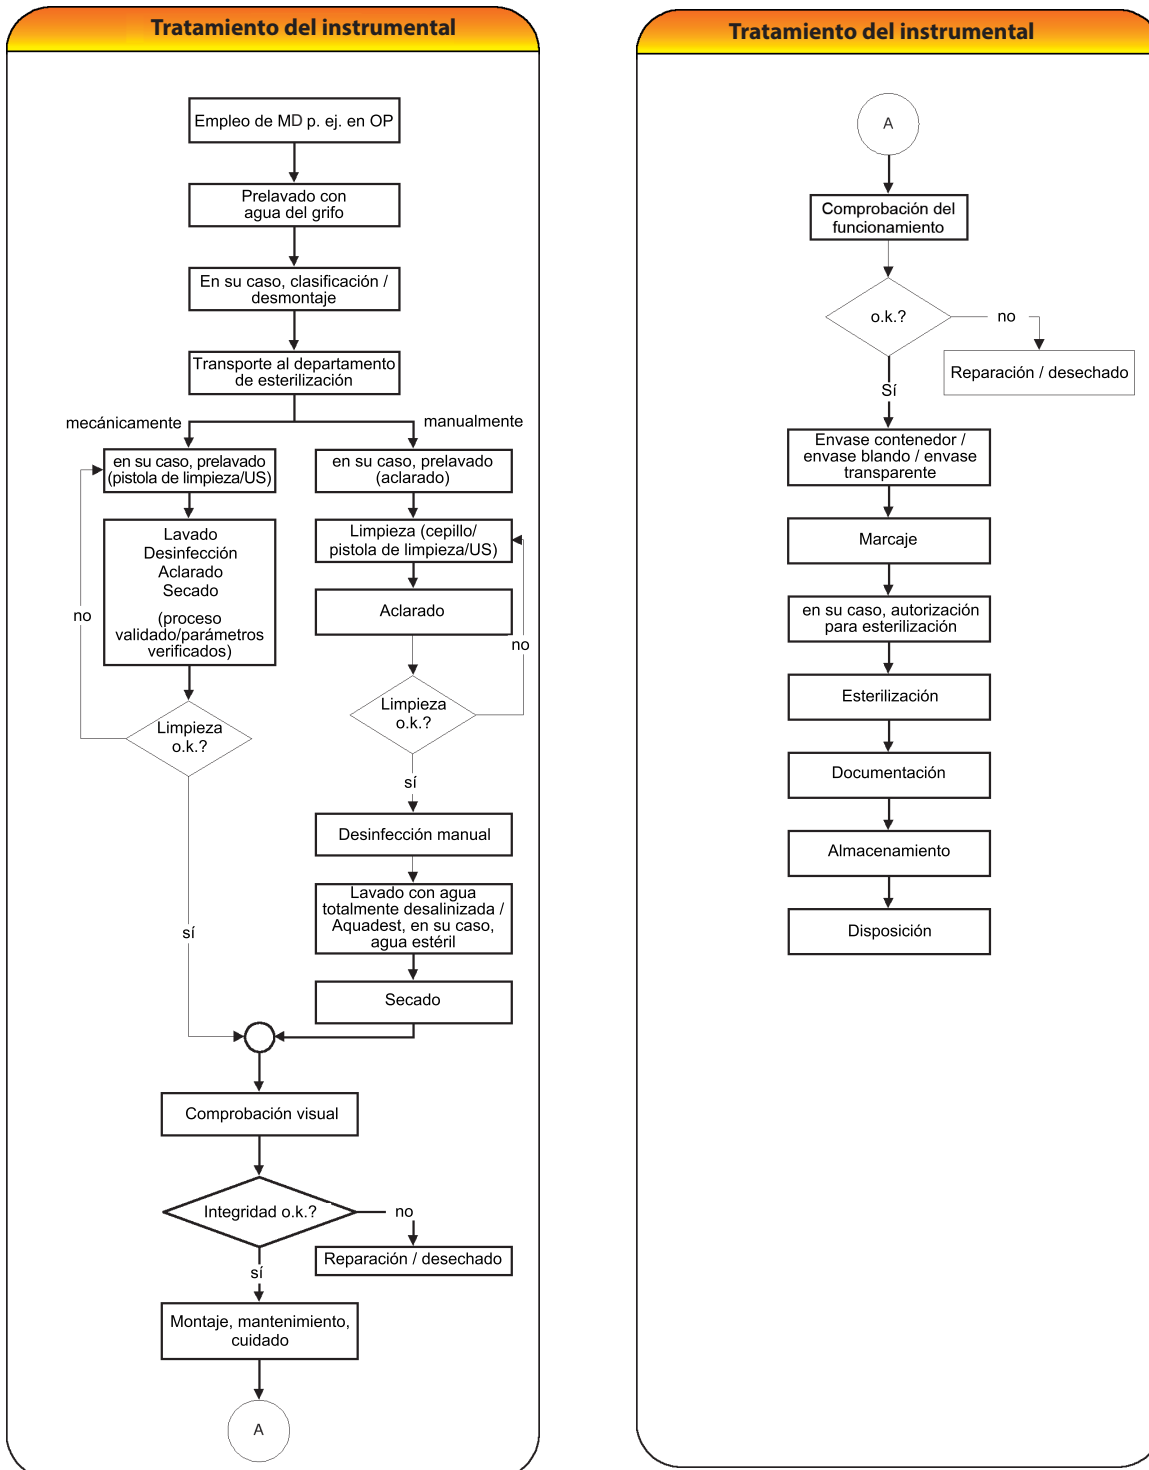 Tratamiento del instrumental
Empleo de MD p. ej. en OP
Prelavado con
agua del grifo
En su caso, clasificación /
desmontaje
Transporte al departamento
de esterilización
mecánicamente
manualmente
en su caso, prelavado
(pistola de limpieza/US)
en su caso, prelavado
(aclarado)
Lavado
Desinfección
Aclarado
Secado
(proceso
validado/parámetros
verificados)
Limpieza (cepillo/
pistola de limpieza/US)
Aclarado
no
no
Limpieza
o.k.?
Limpieza
o.k.?
sí
Desinfección manual
Lavado con agua
totalmente desalinizada /
Aquadest, en su caso,
agua estéril
sí
Secado
Comprobación visual
Integridad o.k.?
no
Reparación / desechado
sí
Montaje, mantenimiento,
cuidado
A
Tratamiento del instrumental
A
Comprobación del
funcionamiento
o.k.?
no
Reparación / desechado
Sí
Envase contenedor /
envase blando / envase
transparente
Marcaje
en su caso, autorización
para esterilización
Esterilización
Documentación
Almacenamiento
Disposición